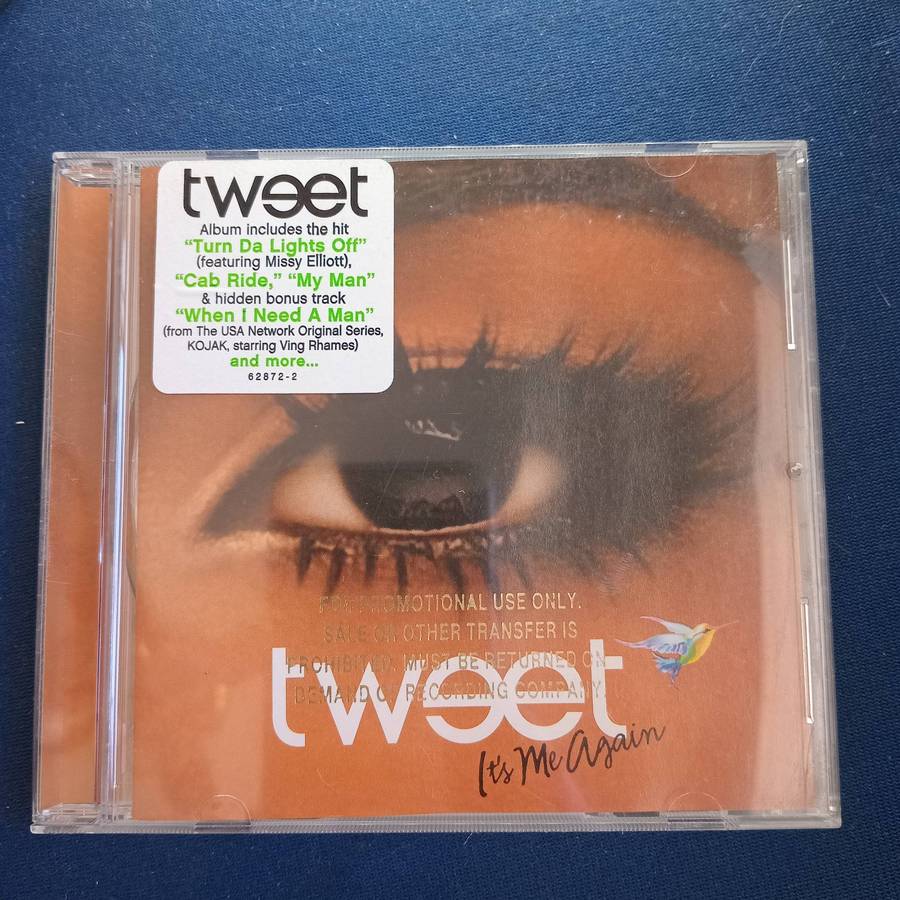 tweet
Album includes the hit
“Turn Da Lights Off”
(featuring Missy Elliott),
“Cab Ride,” “My Man”
& hidden bonus track
“When I Need A Man”
(from The USA Network Original Series,
KOJAK, starring Ving Rhames)
and more...
62872-2
FOR PROMOTIONAL USE ONLY.
SALE OR OTHER TRANSFER IS
PROHIBITED. MUST BE RETURNED ON
DEMAND OF RECORDING COMPANY.
tweet
It's Me Again